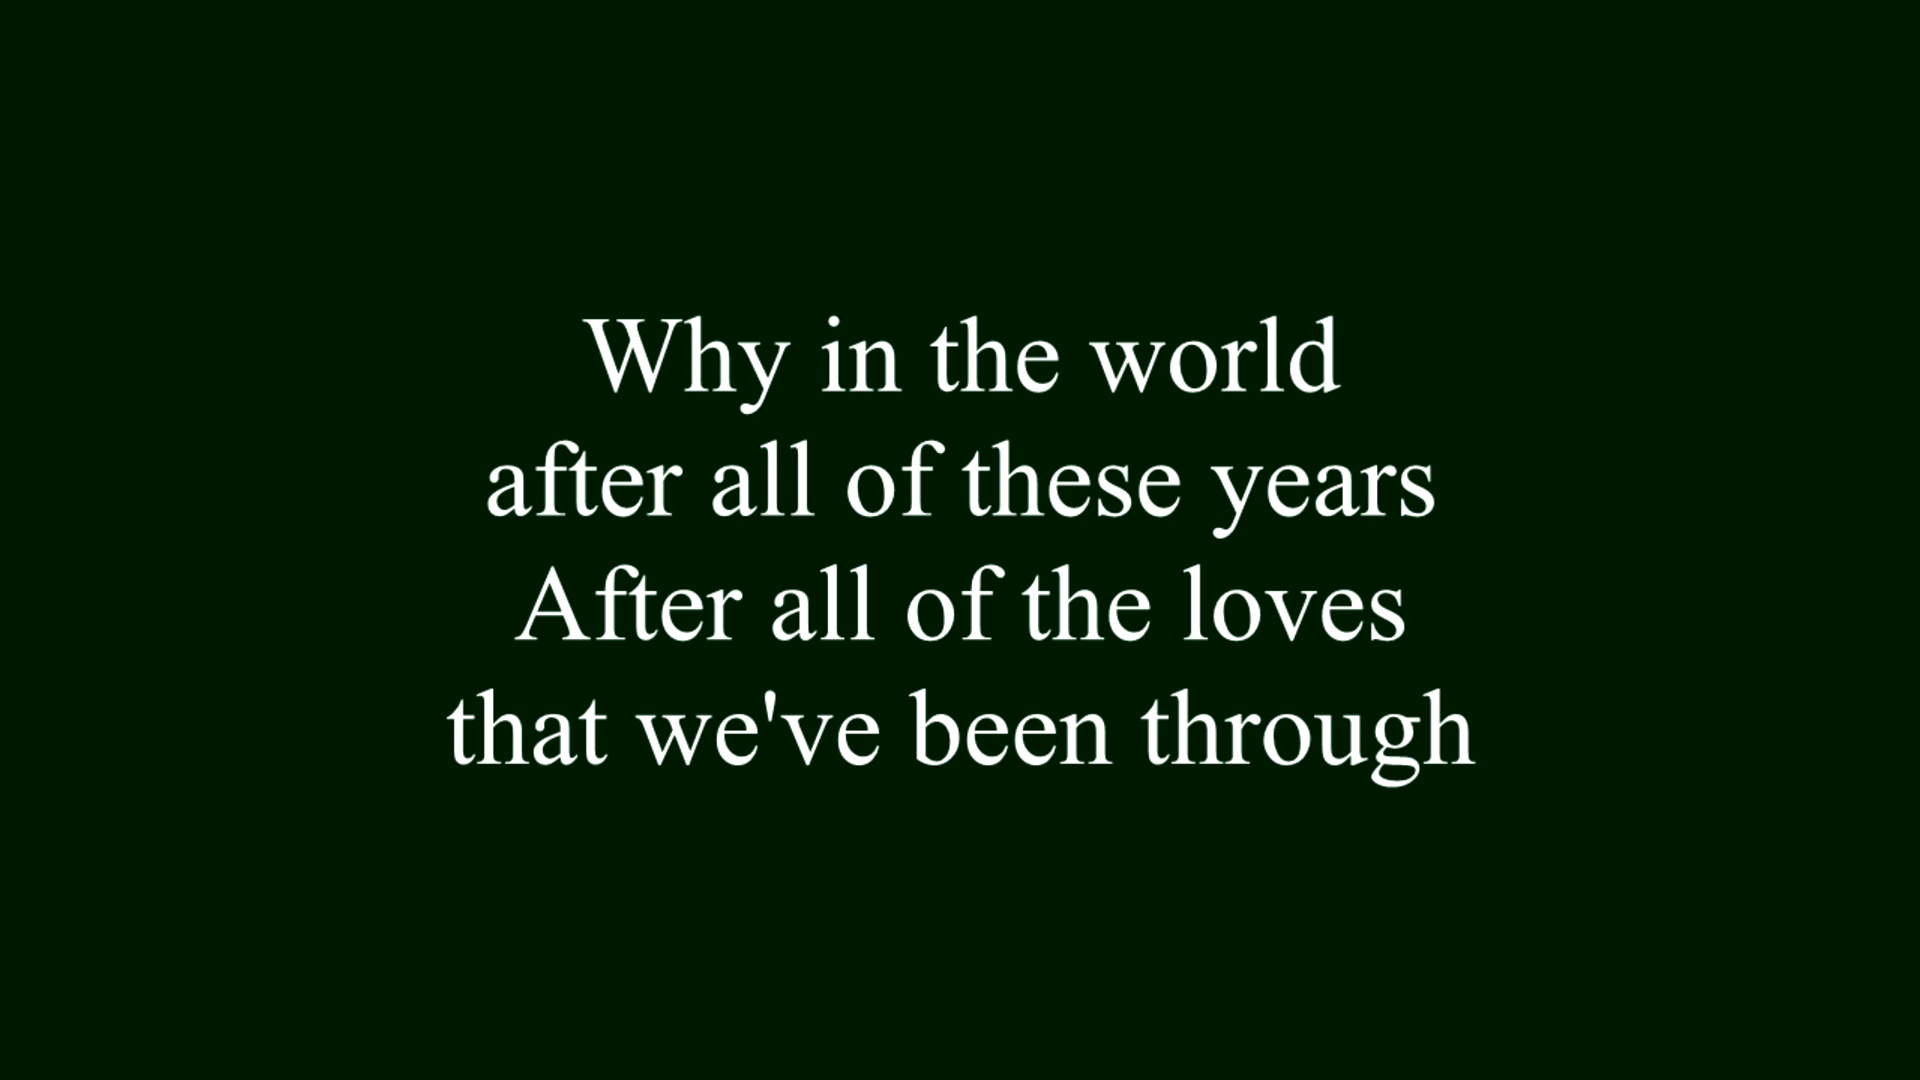 Why in the world
after all of these years
After all of the loves
that we've been through